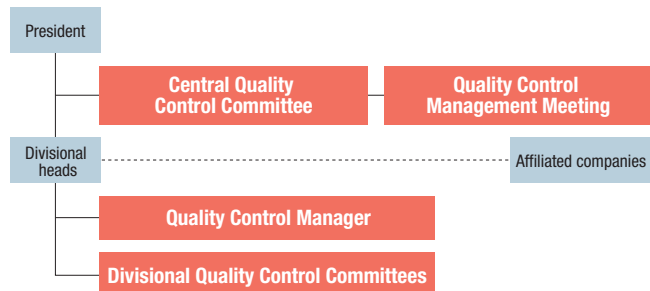 President
Central Quality
Control Committee
Quality Control
Management Meeting
Divisional
heads
Affiliated companies
Quality Control Manager
Divisional Quality Control Committees